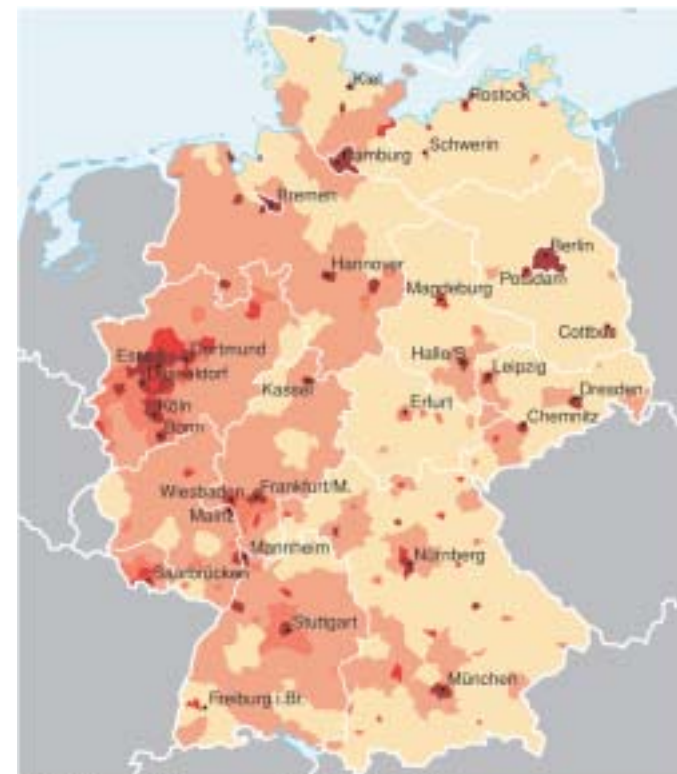 Kiel
Rostock
Hamburg
Schwerin
Bremen
Berlin
Hannover
Potsdam
Magdeburg
Cottbus
Essen
Dortmund
Düsseldorf
Halle/S.
Leipzig
Kassel
Dresden
Köln
Erfurt
Chemnitz
Bonn
Wiesbaden
Frankfurt/M.
Mainz
Mannheim
Nürnberg
Saarbrücken
Stuttgart
München
Freiburg i.Br.